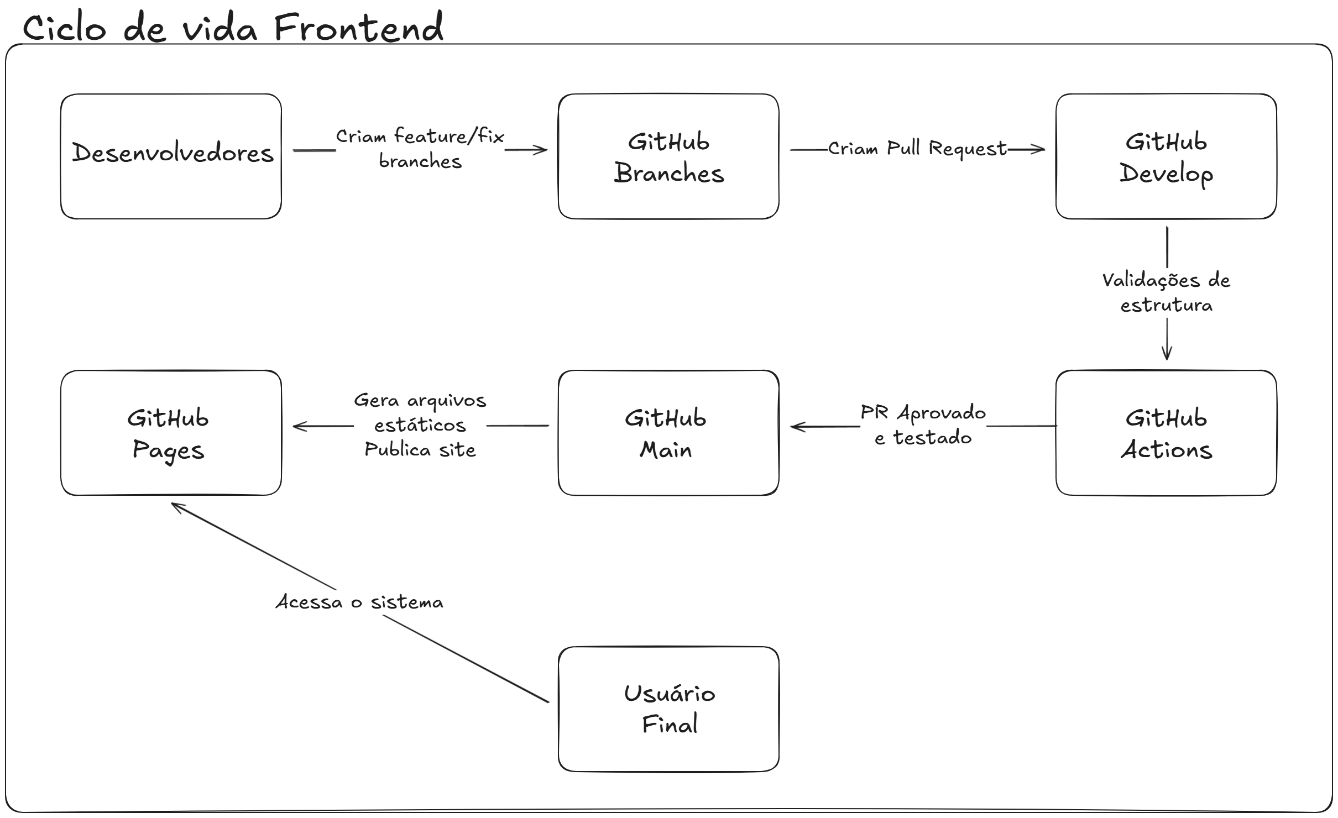 Ciclo de vida Frontend
Desenvolvedores
Criam feature/fix
branches
GitHub
Branches
Criam Pull Request
GitHub
Develop
Validações de
estrutura
GitHub
Actions
PR Aprovado
e testado
GitHub
Main
Gera arquivos
estáticos
Publica site
GitHub
Pages
Acessa o sistema
Usuário
Final